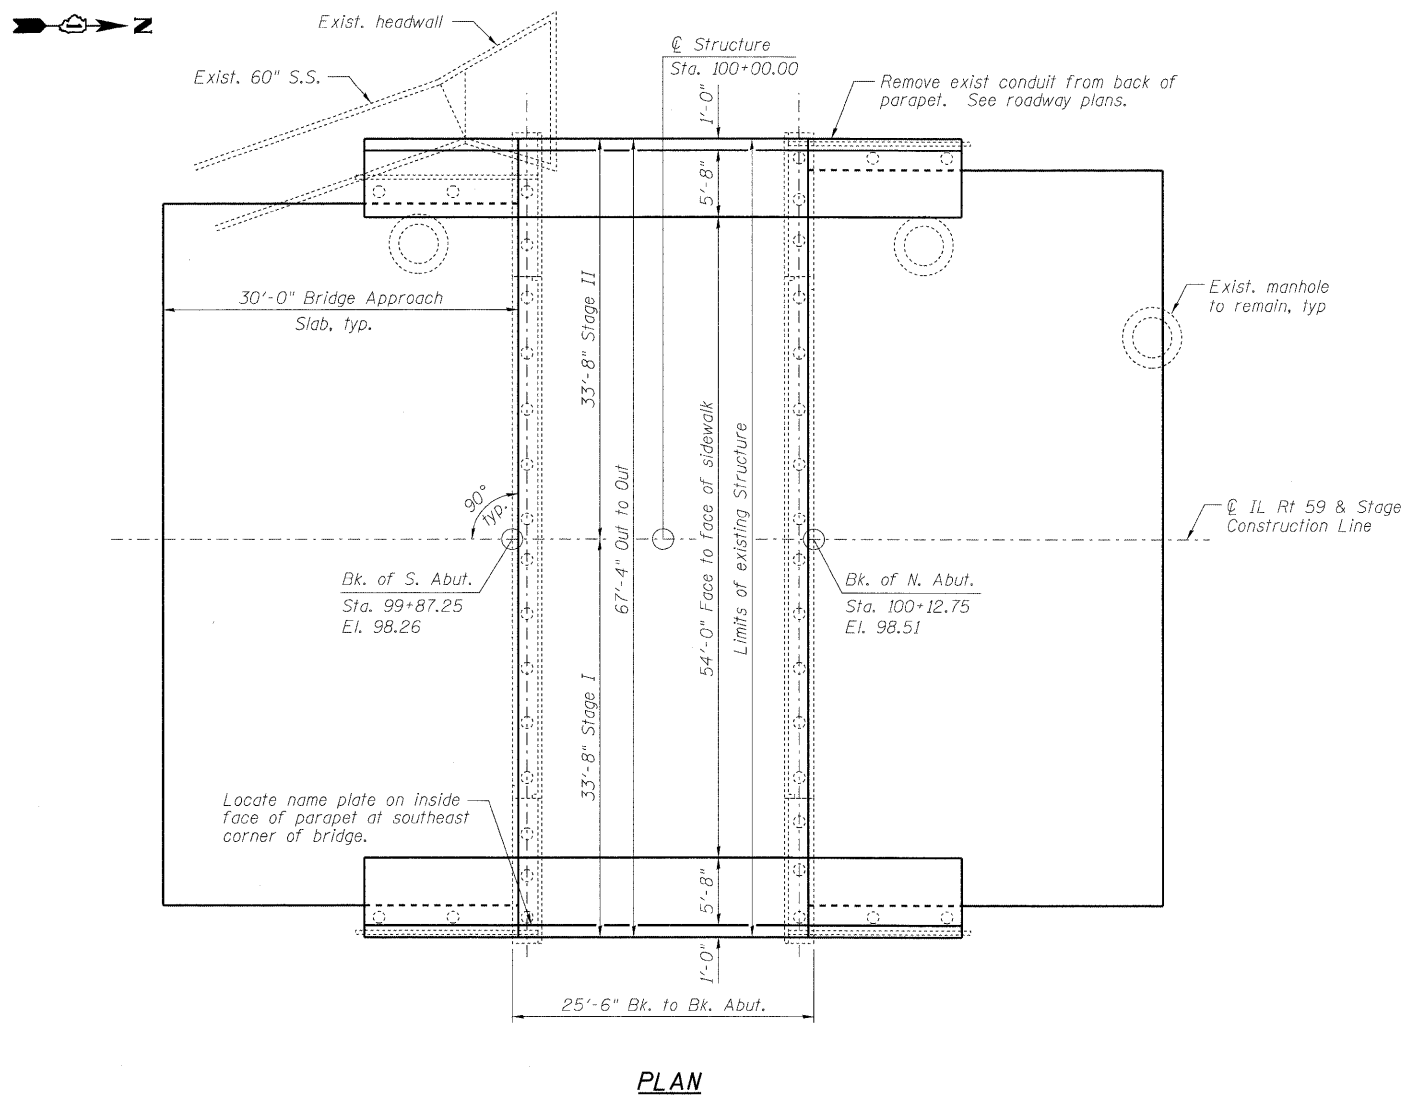 N
Exist. headwall
Exist. 60" S.S.
℄ Structure
Sta. 100+00.00
Remove exist conduit from back of
parapet. See roadway plans.
1'-0"
5'-8"
30'-0" Bridge Approach
Slab, typ.
33'-8" Stage II
Exist. manhole
to remain, typ
67'-4" Out to Out
54'-0" Face to face of sidewalk
Limits of existing Structure
90°
typ.
℄ IL Rt 59 & Stage
Construction Line
Bk. of S. Abut.
Sta. 99+87.25
El. 98.26
Bk. of N. Abut.
Sta. 100+12.75
El. 98.51
33'-8" Stage I
Locate name plate on inside
face of parapet at southeast
corner of bridge.
5'-8"
1'-0"
25'-6" Bk. to Bk. Abut.
PLAN